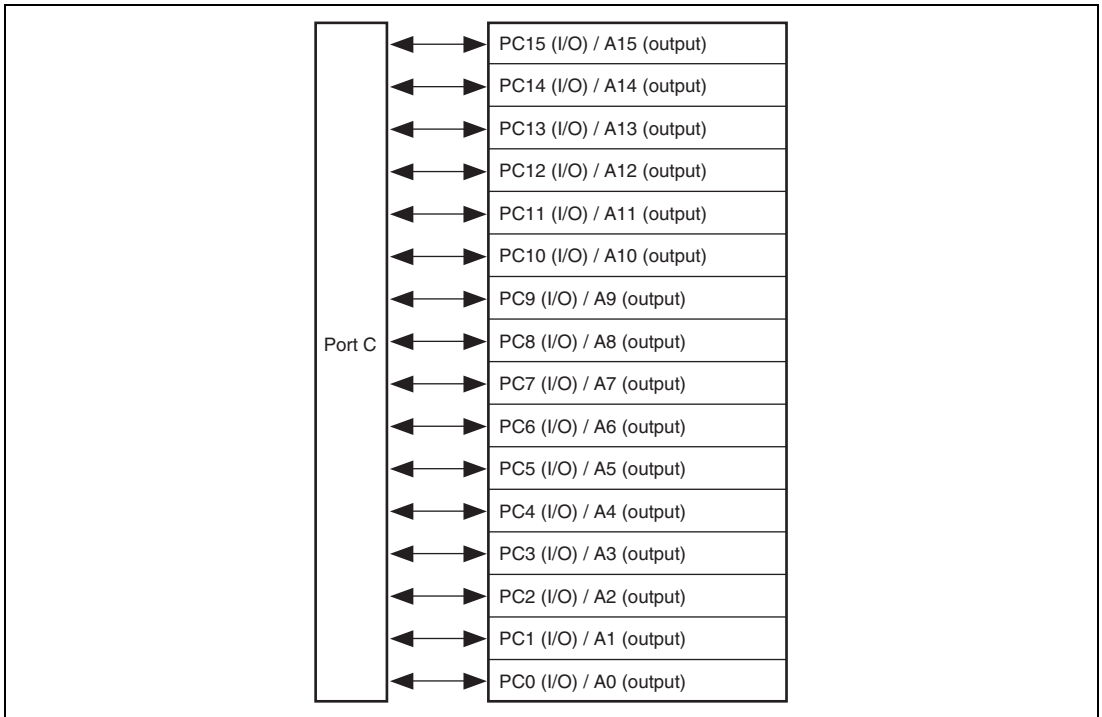 PC15 (I/O) / A15 (output)
PC14 (I/O) / A14 (output)
PC13 (I/O) / A13 (output)
PC12 (I/O) / A12 (output)
PC11 (I/O) / A11 (output)
PC10 (I/O) / A10 (output)
PC9 (I/O) / A9 (output)
Port C
PC8 (I/O) / A8 (output)
PC7 (I/O) / A7 (output)
PC6 (I/O) / A6 (output)
PC5 (I/O) / A5 (output)
PC4 (I/O) / A4 (output)
PC3 (I/O) / A3 (output)
PC2 (I/O) / A2 (output)
PC1 (I/O) / A1 (output)
PC0 (I/O) / A0 (output)